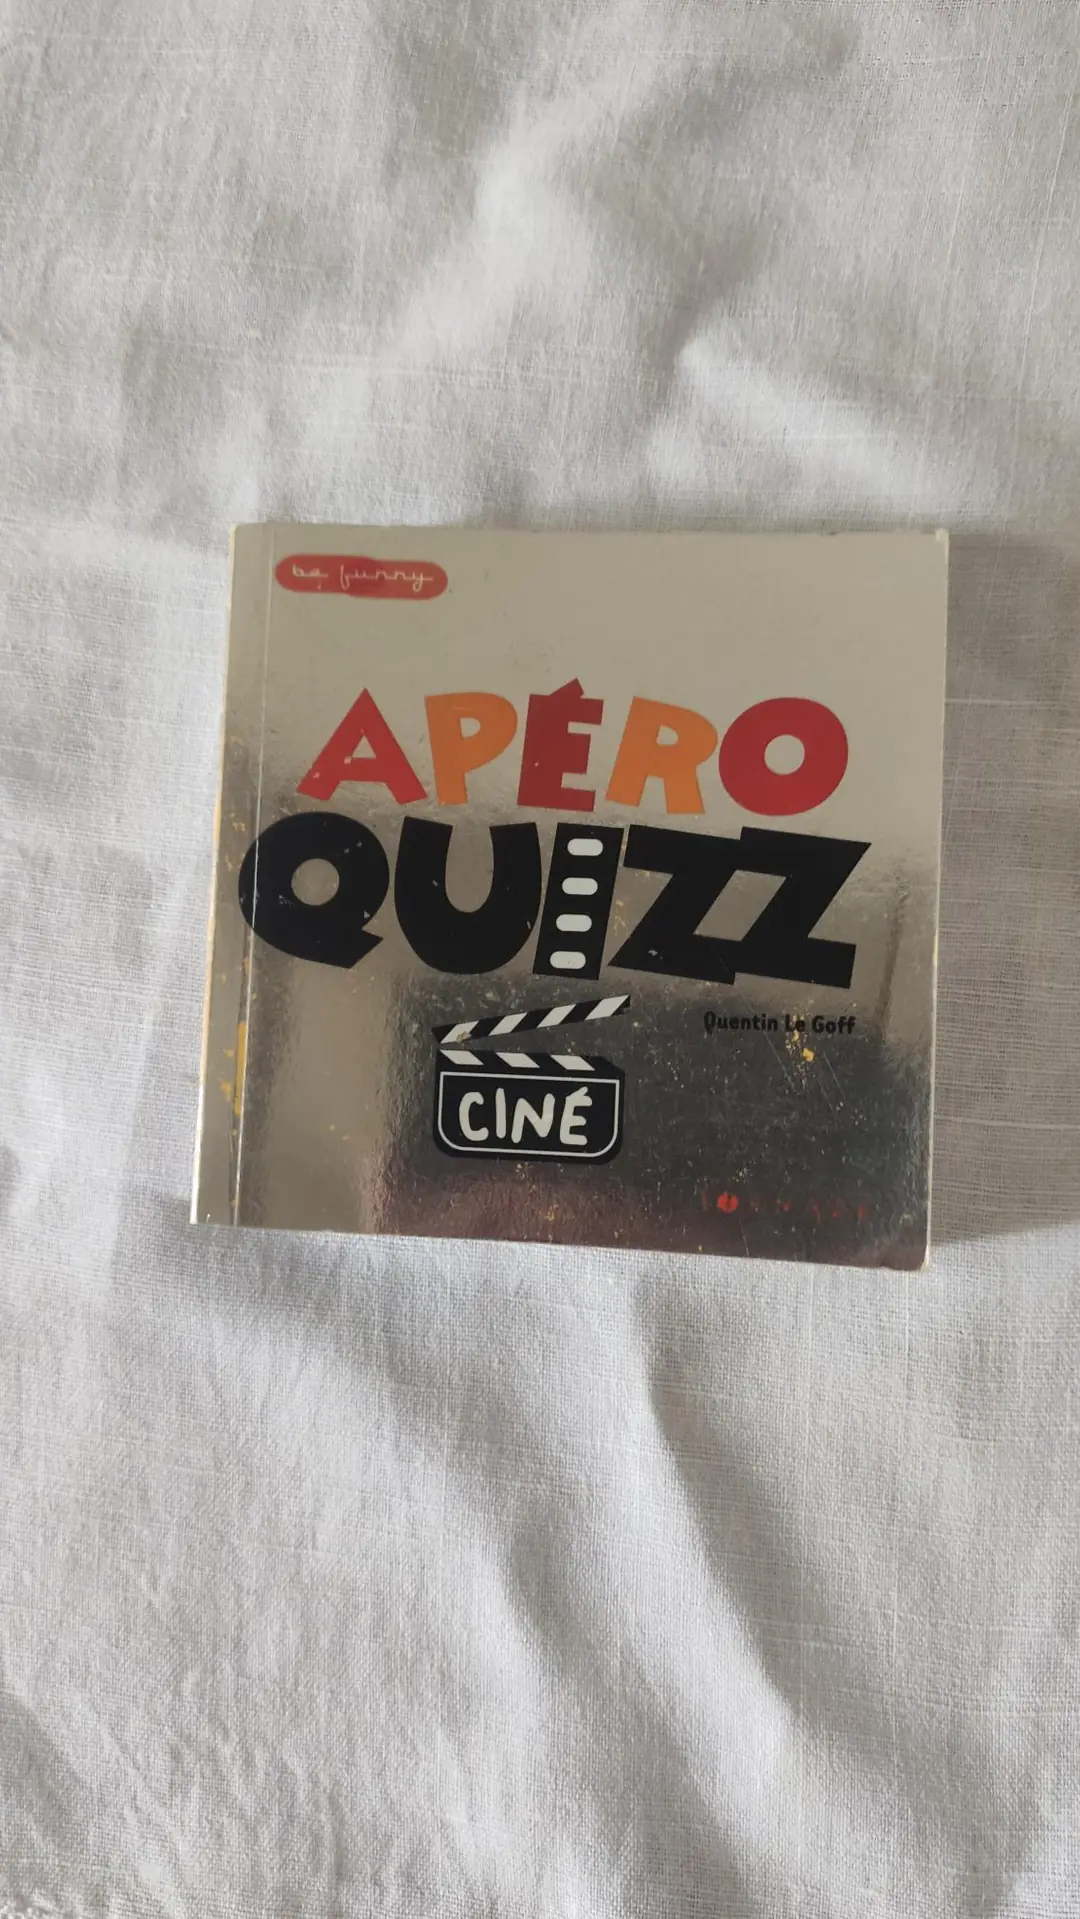 be funny
APÉRO
QUIZZ
Quentin Le Goff
CINÉ